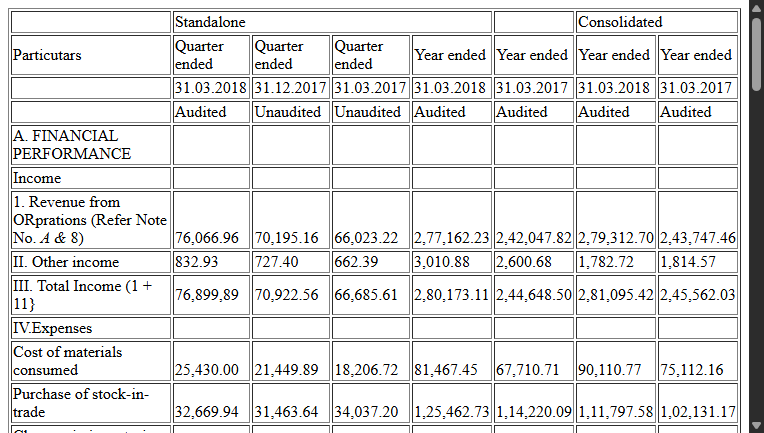 Standalone Consolidated
Particutars Quarter ended Quarter ended Quarter ended Year ended Year ended Year ended Year ended
31.03.2018 31.12.2017 31.03.2017 31.03.2018 31.03.2017 31.03.2018 31.03.2017
Audited Unaudited Unaudited Audited Audited Audited Audited
A. FINANCIAL
PERFORMANCE
Income
1. Revenue from
ORprations (Refer Note
No. A & 8) 76,066.96 70,195.16 66,023.22 2,77,162.23 2,42,047.82 2,79,312.70 2,43,747.46
II. Other income 832.93 727.40 662.39 3,010.88 2,600.68 1,782.72 1,814.57
III. Total Income (1 +
11} 76,899,89 70,922.56 66,685.61 2,80,173.11 2,44,648.50 2,81,095.42 2,45,562.03
IV.Expenses
Cost of materials
consumed 25,430.00 21,449.89 18,206.72 81,467.45 67,710.71 90,110.77 75,112.16
Purchase of stock-in-
trade 32,669.94 31,463.64 34,037.20 1,25,462.73 1,14,220.09 1,11,797.58 1,02,131.17